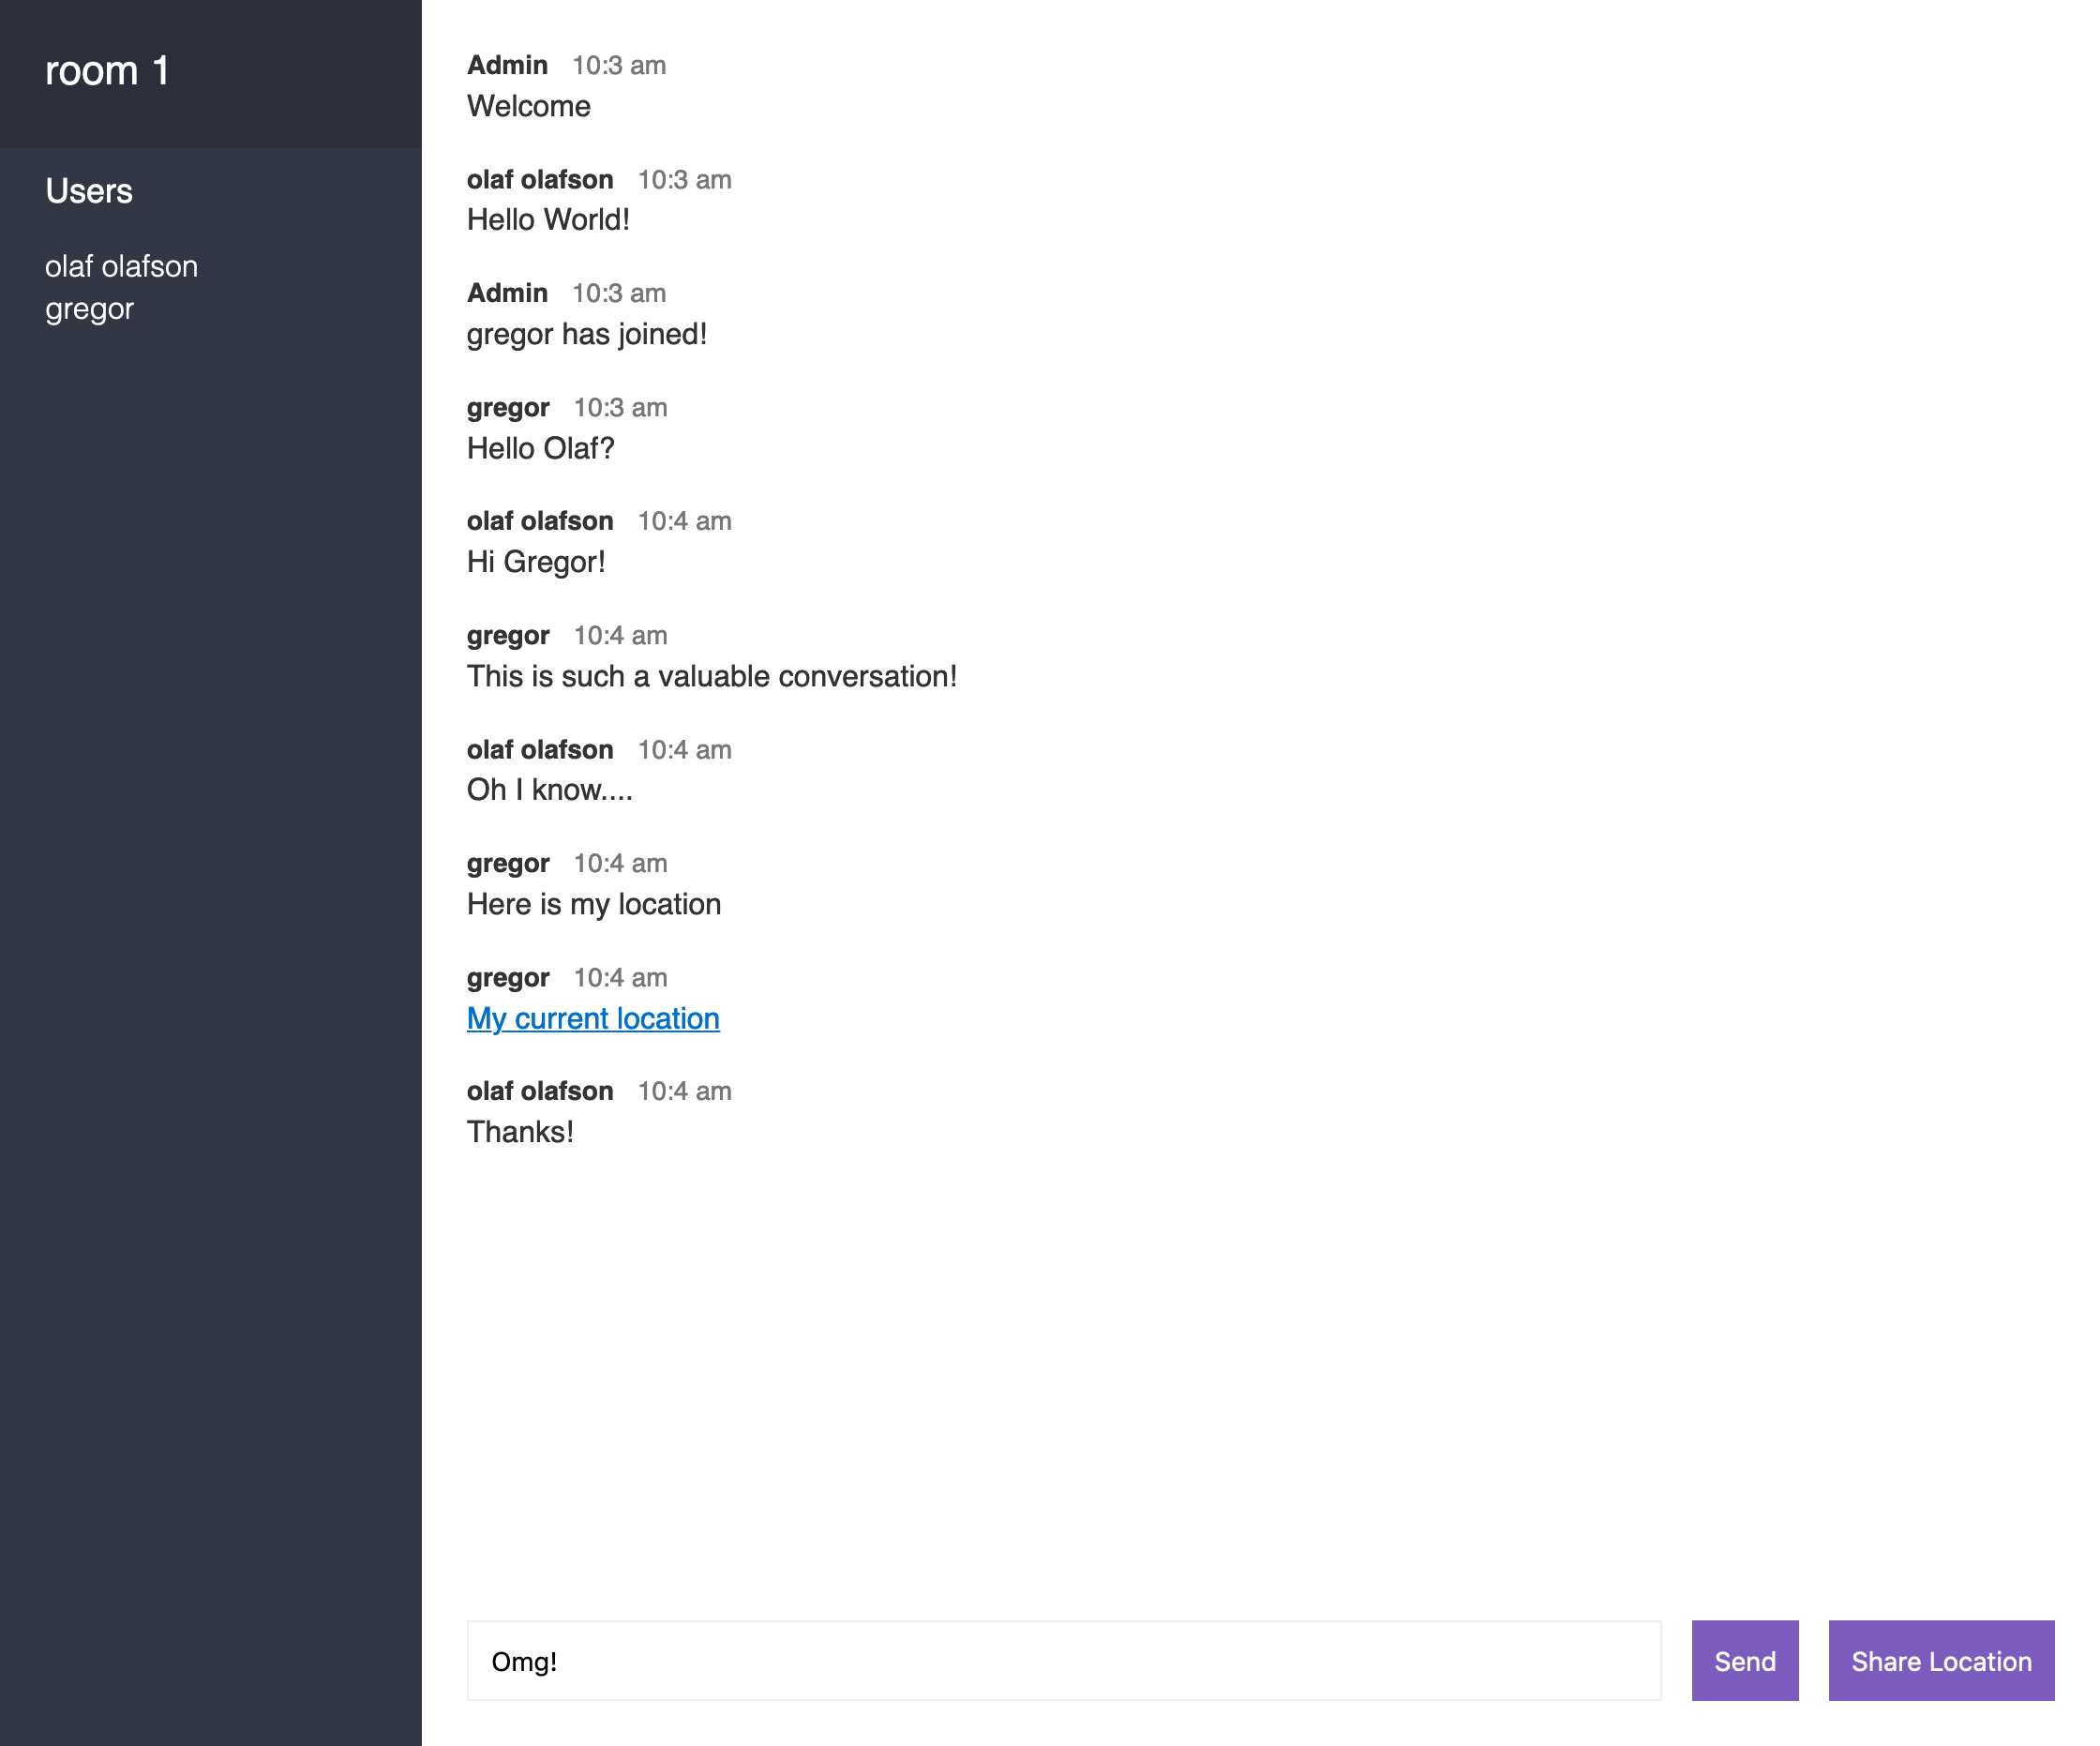 room 1
Users
olaf olafson
gregor
Admin 10:3 am
Welcome
olaf olafson 10:3 am
Hello World!
Admin 10:3 am
gregor has joined!
gregor 10:3 am
Hello Olaf?
olaf olafson 10:4 am
Hi Gregor!
gregor 10:4 am
This is such a valuable conversation!
olaf olafson 10:4 am
Oh I know....
gregor 10:4 am
Here is my location
gregor 10:4 am
My current location
olaf olafson 10:4 am
Thanks!
Omg! Send Share Location